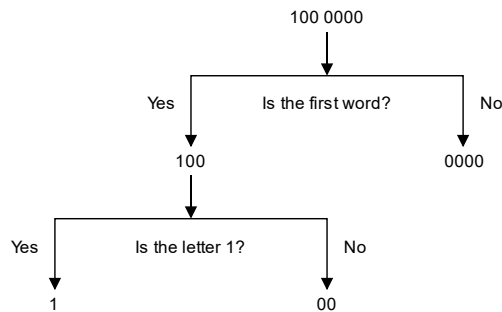 100 0000
Yes Is the first word? No
100 0000
Yes Is the letter 1? No
1 00